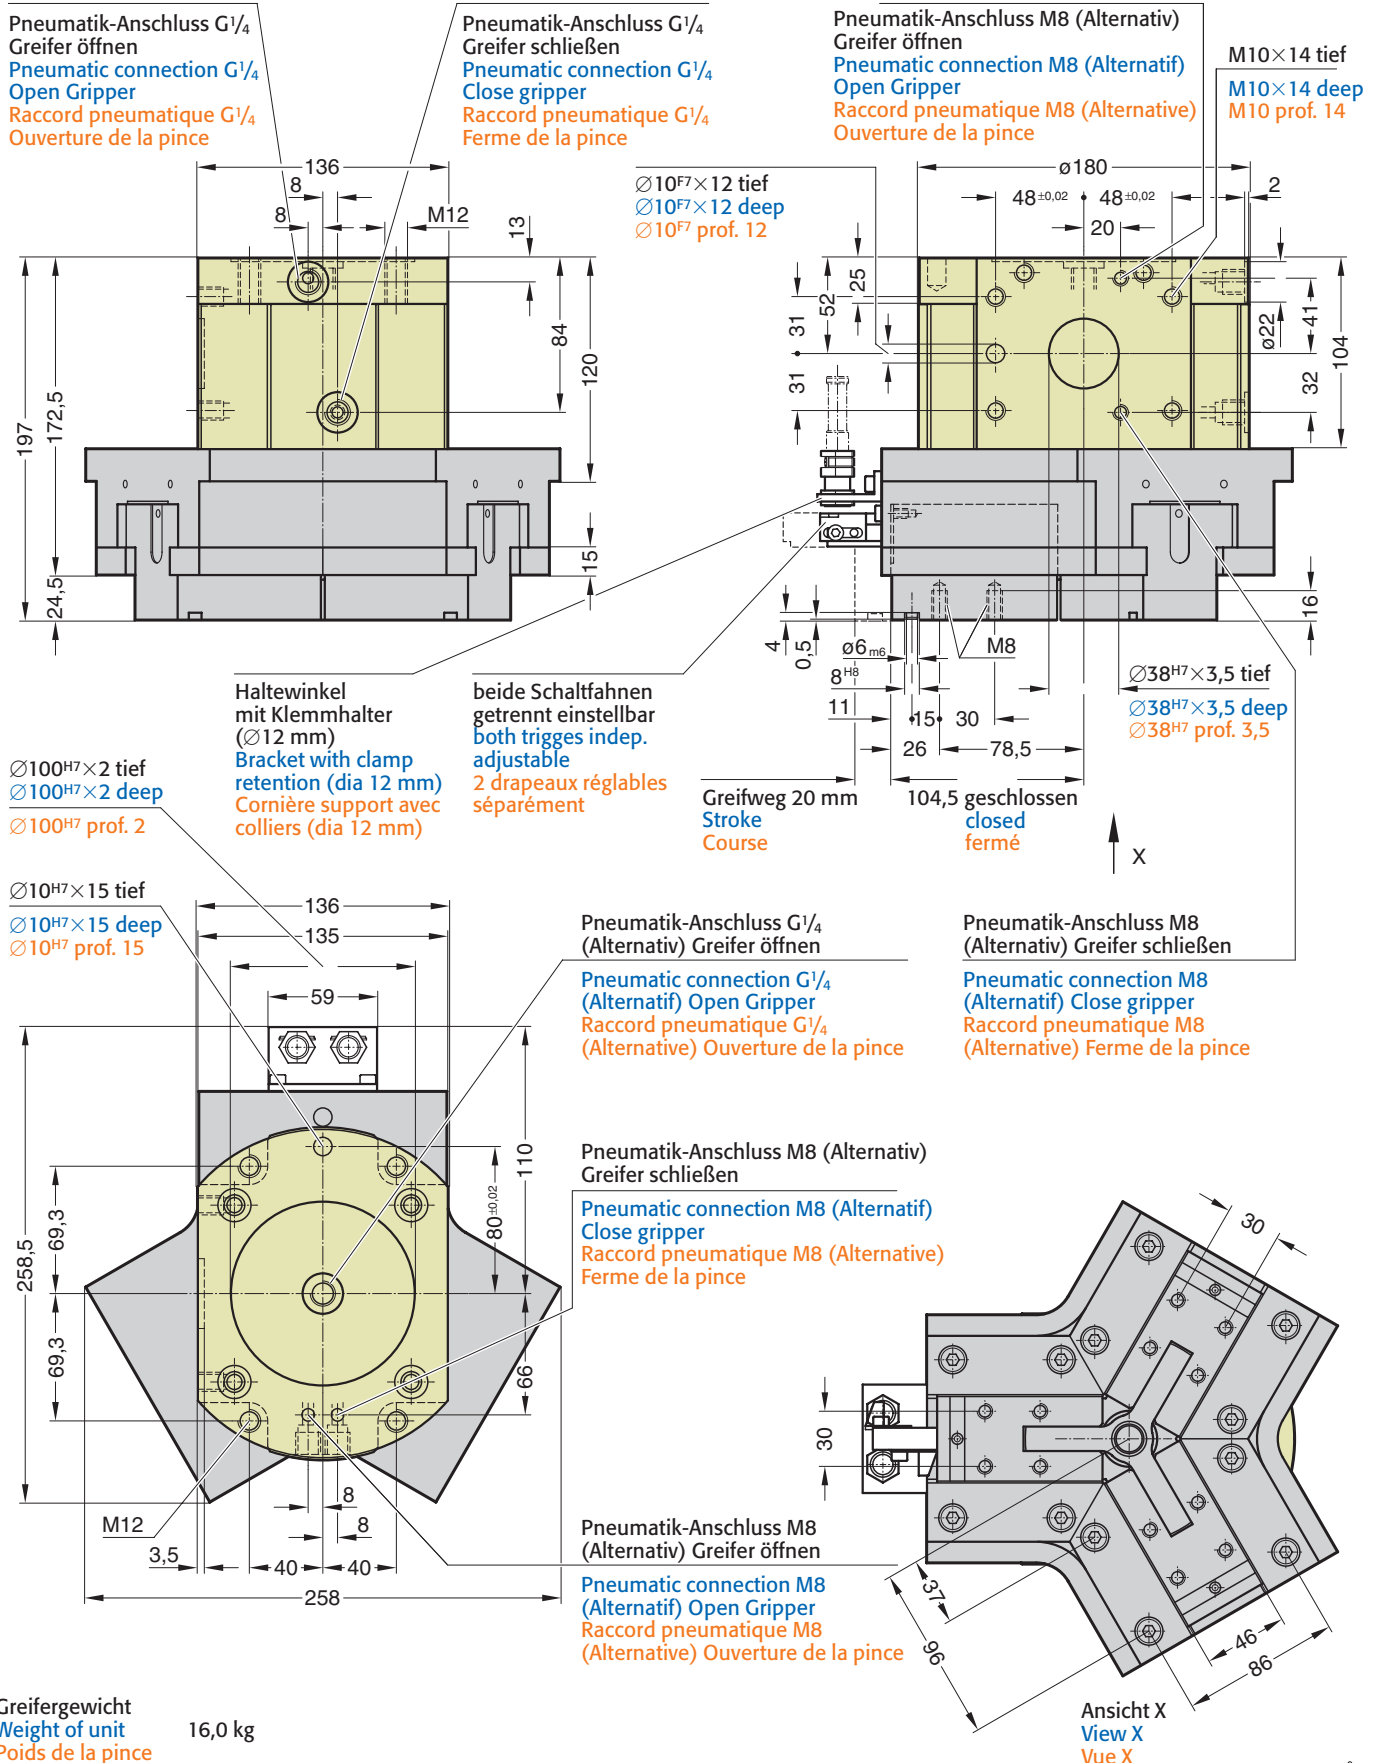 Pneumatik-Anschluss G1/4
Greifer öffnen
Pneumatic connection G1/4
Open Gripper
Raccord pneumatique G1/4
Ouverture de la pince
Pneumatik-Anschluss G1/4
Greifer schließen
Pneumatic connection G1/4
Close gripper
Raccord pneumatique G1/4
Ferme de la pince
Pneumatik-Anschluss M8 (Alternativ)
Greifer öffnen
Pneumatic connection M8 (Alternatif)
Open Gripper
Raccord pneumatique M8 (Alternative)
Ouverture de la pince
M10×14 tief
M10×14 deep
M10 prof. 14
136
8
8
M12
13
197
172,5
24,5
84
120
15
∅10F7×12 tief
∅10F7×12 deep
∅10F7 prof. 12
ø180
48±0,02
48±0,02
2
20
25
52
31
31
ø22
41
32
104
16
4
0,5
ø6m6
8H8
M8
11
15
30
26
78,5
∅38H7×3,5 tief
∅38H7×3,5 deep
∅38H7 prof. 3,5
Haltewinkel
mit Klemmhalter
(∅12 mm)
Bracket with clamp
retention (dia 12 mm)
Cornière support avec
colliers (dia 12 mm)
beide Schaltfahnen
getrennt einstellbar
both trigges indep.
adjustable
2 drapeaux réglables
séparément
Greifweg 20 mm
Stroke
Course
104,5 geschlossen
closed
fermé
X
∅100H7×2 tief
∅100H7×2 deep
∅100H7 prof. 2
∅10H7×15 tief
∅10H7×15 deep
∅10H7 prof. 15
136
135
59
258,5
69,3
69,3
110
80±0,02
66
8
8
M12
3,5
40
40
258
Pneumatik-Anschluss G1/4
(Alternativ) Greifer öffnen
Pneumatic connection G1/4
(Alternatif) Open Gripper
Raccord pneumatique G1/4
(Alternative) Ouverture de la pince
Pneumatik-Anschluss M8
(Alternativ) Greifer schließen
Pneumatic connection M8
(Alternatif) Close gripper
Raccord pneumatique M8
(Alternative) Ferme de la pince
Pneumatik-Anschluss M8 (Alternativ)
Greifer schließen
Pneumatic connection M8 (Alternatif)
Close gripper
Raccord pneumatique M8 (Alternative)
Ferme de la pince
Pneumatik-Anschluss M8
(Alternativ) Greifer öffnen
Pneumatic connection M8
(Alternatif) Open Gripper
Raccord pneumatique M8
(Alternative) Ouverture de la pince
30
30
37
96
46
86
Ansicht X
View X
Vue X
Greifergewicht
Weight of unit 16,0 kg
Poids de la pince